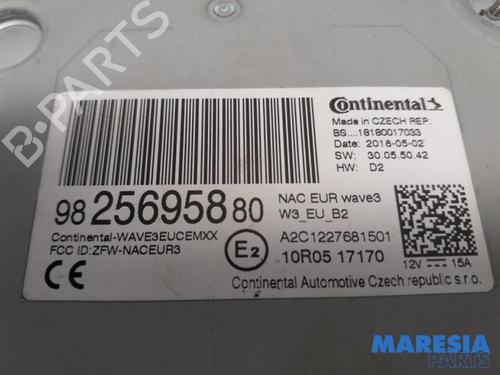 B-PARTS
Continental
Made in CZECH REP.
BS....18180017033
Date: 2018-05-02
SW: 30.05.50.42
HW: D2
98 256958 80
NAC EUR wave3
W3_EU_B2
Continental-WAVE3EUCEMXX
FCC ID:ZFW-NACEUR3
E2
A2C1227681501
10R05 17170
12V 15A
CE
Continental Automotive Czech republic s.r.o.
MARESIA
PARTS